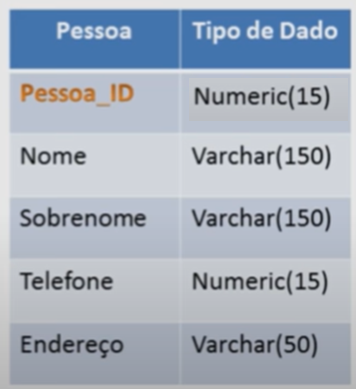 Pessoa Tipo de Dado
Pessoa_ID Numeric(15)
Nome Varchar(150)
Sobrenome Varchar(150)
Telefone Numeric(15)
Endereço Varchar(50)